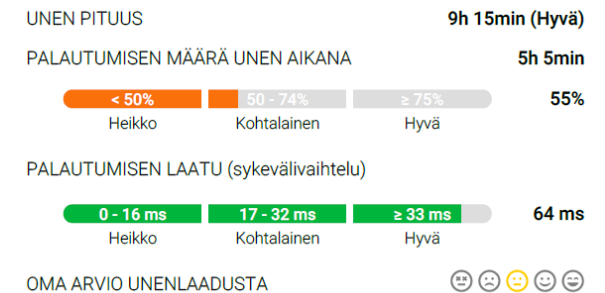 UNEN PITUUS 9h 15min (Hyvä)
PALAUTUMISEN MÄÄRÄ UNEN AIKANA 5h 5min
< 50% 50 - 74% ≥ 75% 55%
Heikko Kohtalainen Hyvä
PALAUTUMISEN LAATU (sykevälivaihtelu)
0 - 16 ms 17 - 32 ms ≥ 33 ms 64 ms
Heikko Kohtalainen Hyvä
OMA ARVIO UNENLAADUSTA